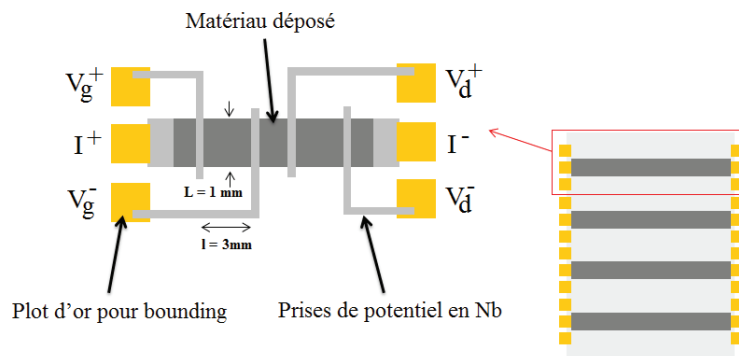 Matériau déposé
Vg+
Vd+
I+
I-
L = 1 mm
Vg-
Vd-
l = 3mm
Plot d'or pour bounding
Prises de potentiel en Nb